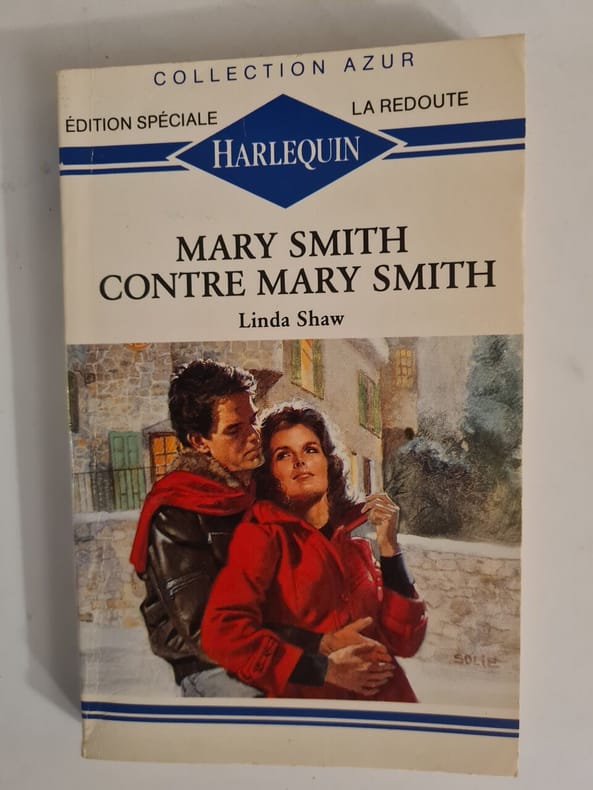 COLLECTION AZUR
ÉDITION SPÉCIALE
LA REDOUTE
HARLEQUIN
MARY SMITH
CONTRE MARY SMITH
Linda Shaw
SOLIE